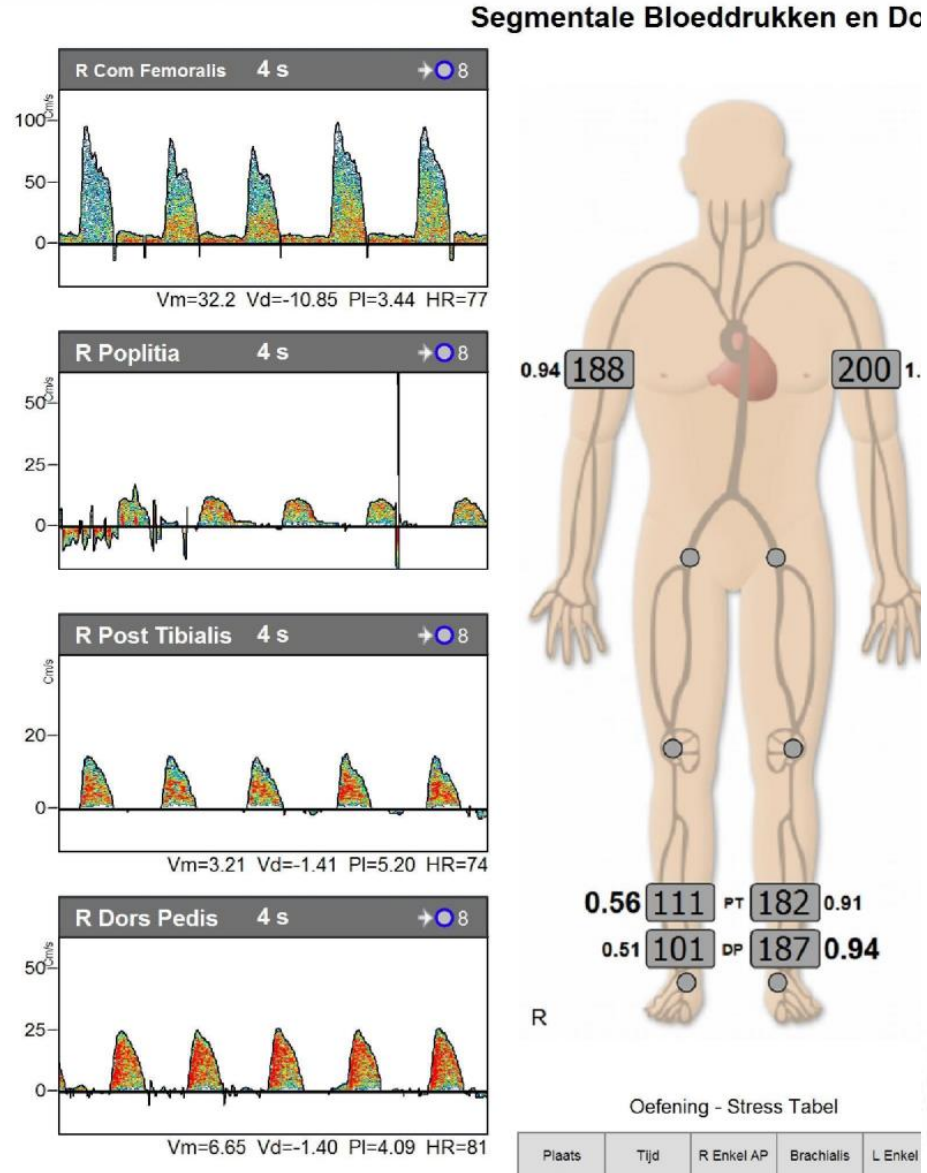 Segmentale Bloeddrukken en Do
R Com Femoralis 4 s 8
Cm/s
100
50
0
Vm=32.2 Vd=-10.85 PI=3.44 HR=77
R Poplitia 4 s 8
Cm/s
50
25
0
R Post Tibialis 4 s 8
Cm/s
20
0
Vm=3.21 Vd=-1.41 PI=5.20 HR=74
R Dors Pedis 4 s 8
Cm/s
50
25
0
Vm=6.65 Vd=-1.40 PI=4.09 HR=81
0.94 188 200 1.
0.56 111 PT 182 0.91
0.51 101 DP 187 0.94
R
Oefening - Stress Tabel
Plaats Tijd R Enkel AP Brachialis L Enkel